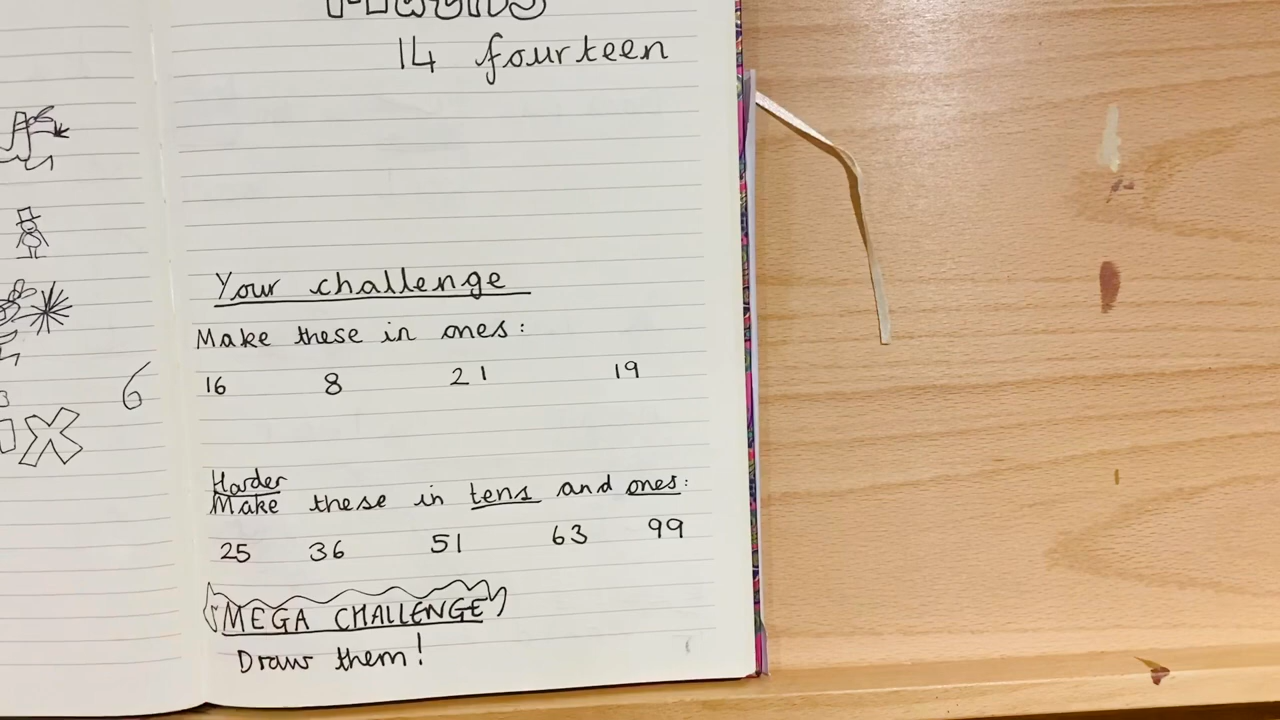 Maths
14 fourteen
Your challenge
Make these in ones:
16 8 21 19
6
Harder
Make these in tens and ones:
25 36 51 63 99
MEGA CHALLENGE
Draw them!